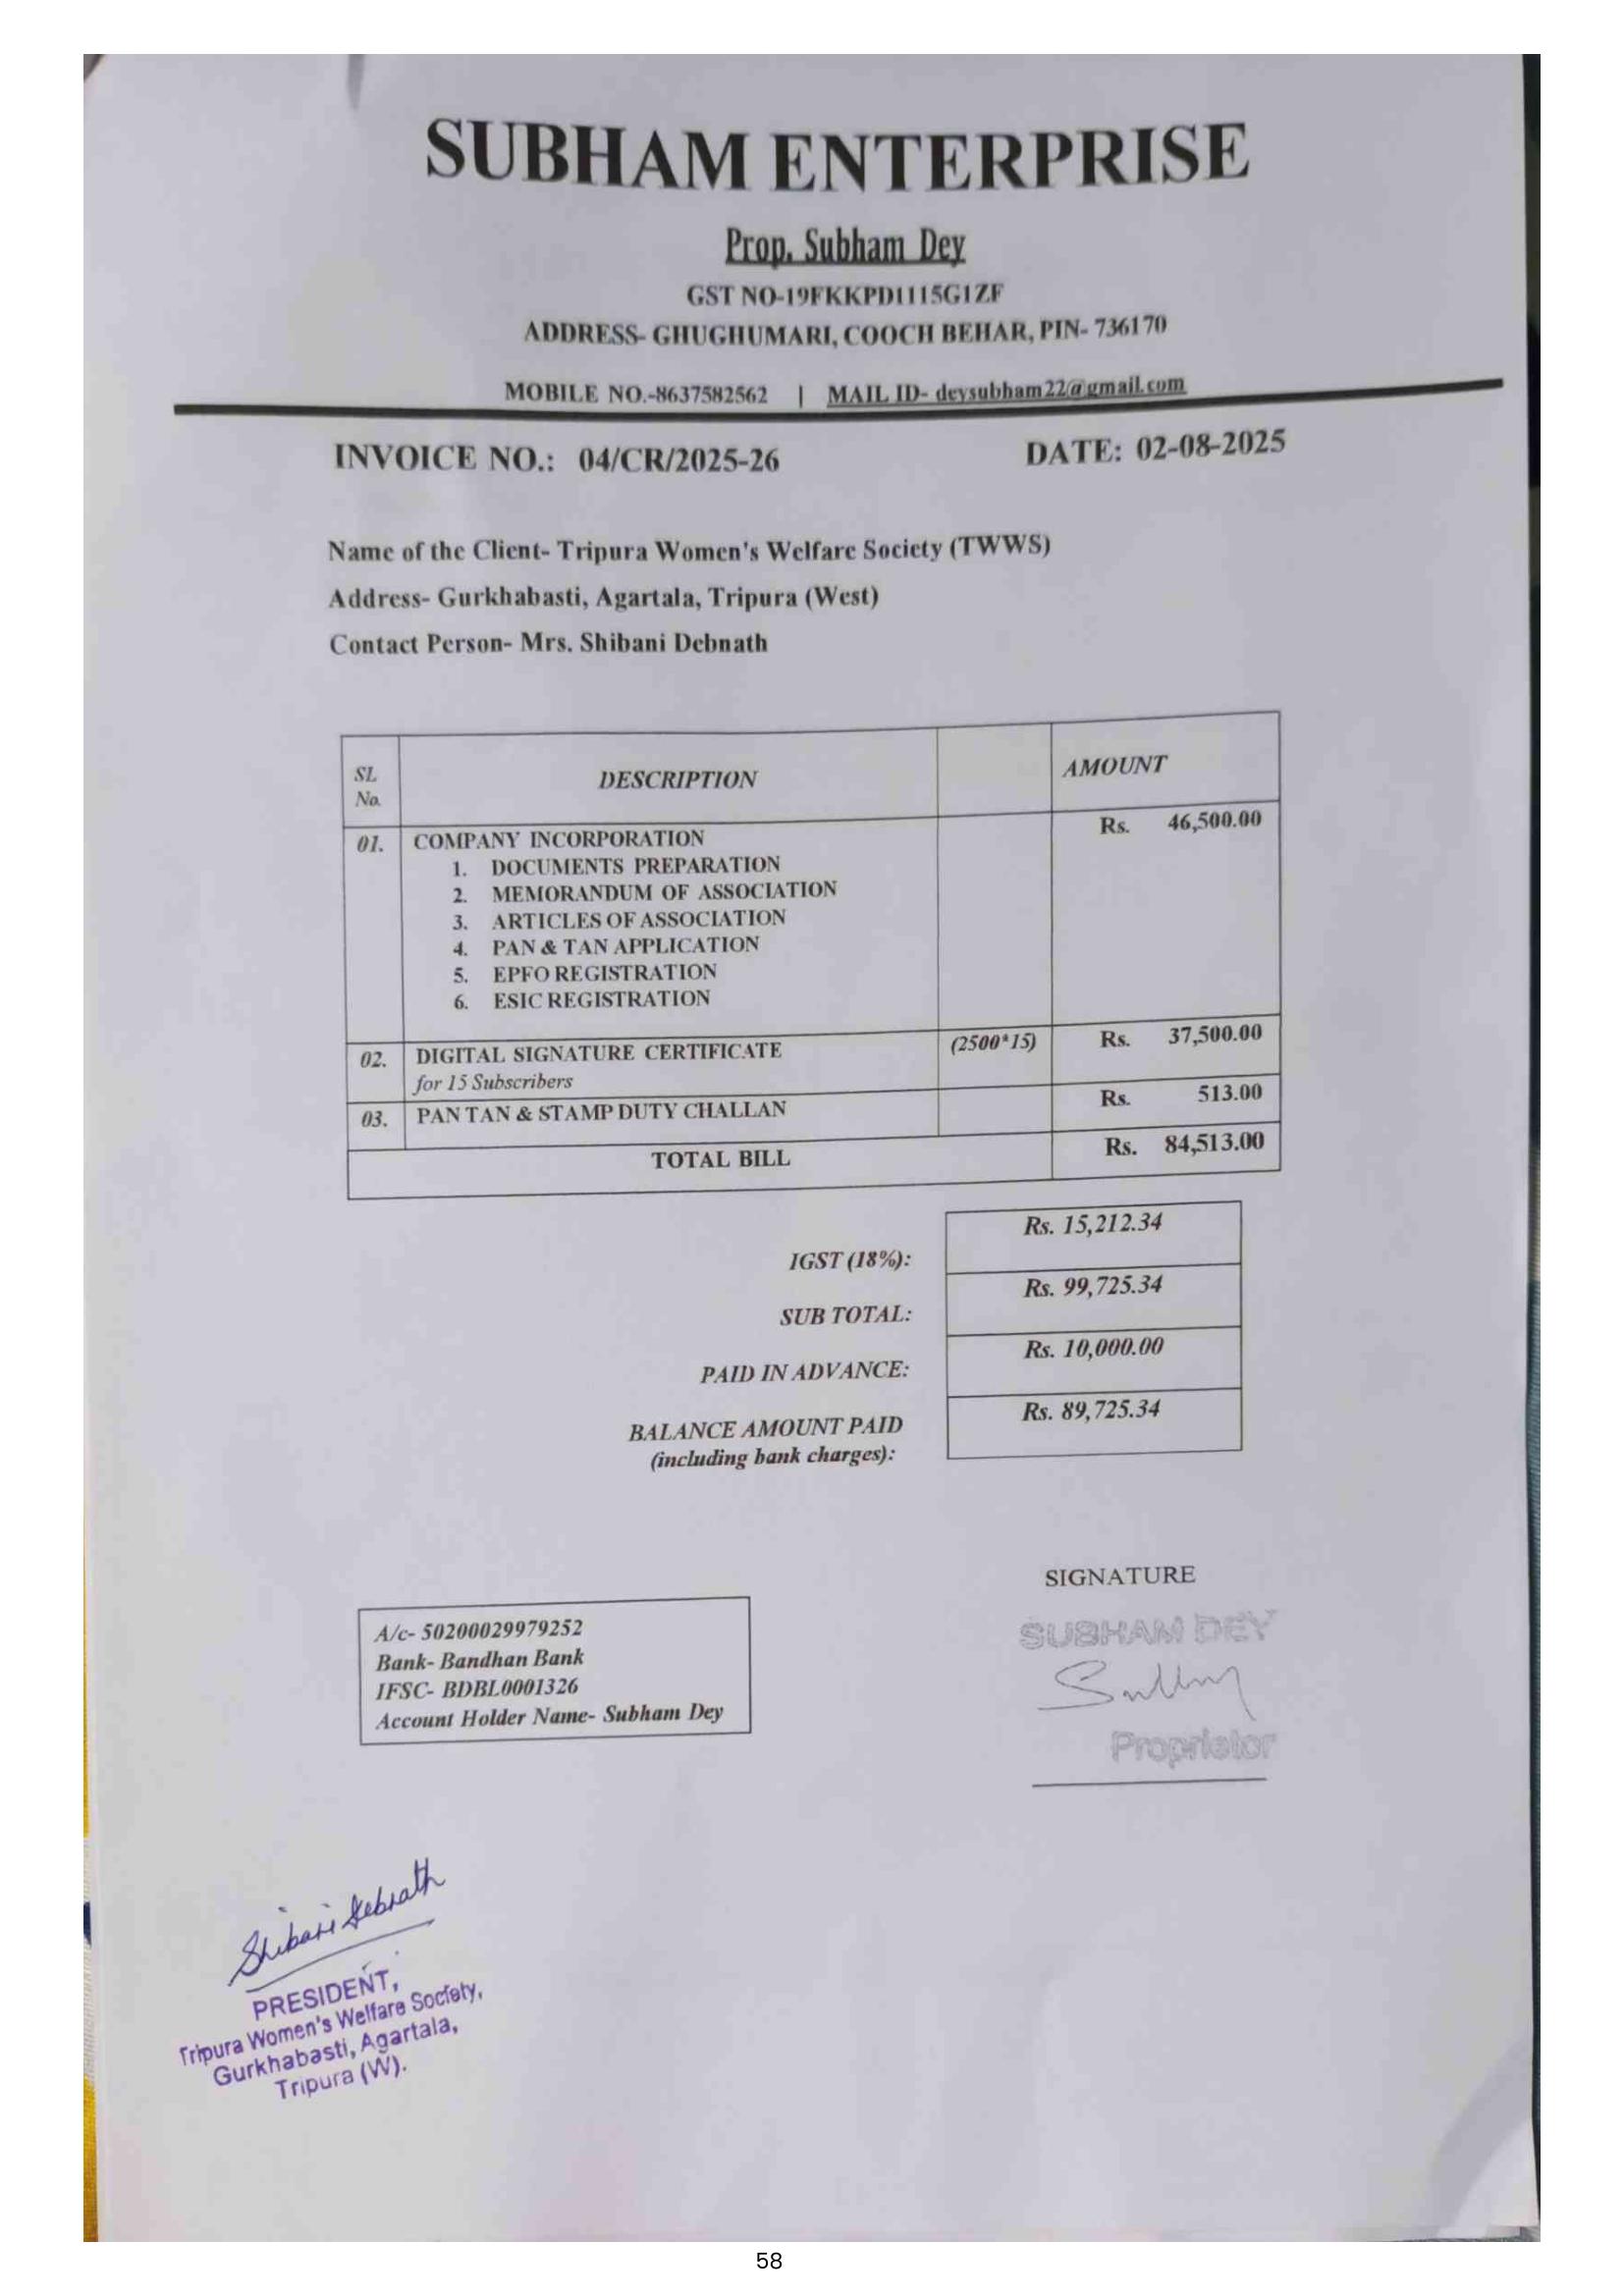 SUBHAM ENTERPRISE
Prop. Subham Dey
GST NO-19FKKPD1115G1ZF
ADDRESS- GHUGHUMARI, COOCH BEHAR, PIN- 736170
MOBILE NO.-8637582562 | MAIL ID- deysubham22@gmail.com
INVOICE NO.: 04/CR/2025-26 DATE: 02-08-2025
Name of the Client- Tripura Women's Welfare Society (TWWS)
Address- Gurkhabasti, Agartala, Tripura (West)
Contact Person- Mrs. Shibani Debnath
SL No. DESCRIPTION AMOUNT
01. COMPANY INCORPORATION Rs. 46,500.00
1. DOCUMENTS PREPARATION
2. MEMORANDUM OF ASSOCIATION
3. ARTICLES OF ASSOCIATION
4. PAN & TAN APPLICATION
5. EPFO REGISTRATION
6. ESIC REGISTRATION
02. DIGITAL SIGNATURE CERTIFICATE (2500*15) Rs. 37,500.00
for 15 Subscribers
03. PAN TAN & STAMP DUTY CHALLAN Rs. 513.00
TOTAL BILL Rs. 84,513.00
IGST (18%): Rs. 15,212.34
SUB TOTAL: Rs. 99,725.34
PAID IN ADVANCE: Rs. 10,000.00
BALANCE AMOUNT PAID Rs. 89,725.34
(including bank charges):
SIGNATURE
SUBHAM DEY
Proprietor
A/c- 50200029979252
Bank- Bandhan Bank
IFSC- BDBL0001326
Account Holder Name- Subham Dey
Shibani Debnath
PRESIDENT,
Tripura Women's Welfare Society,
Gurkhabasti, Agartala,
Tripura (W).
58